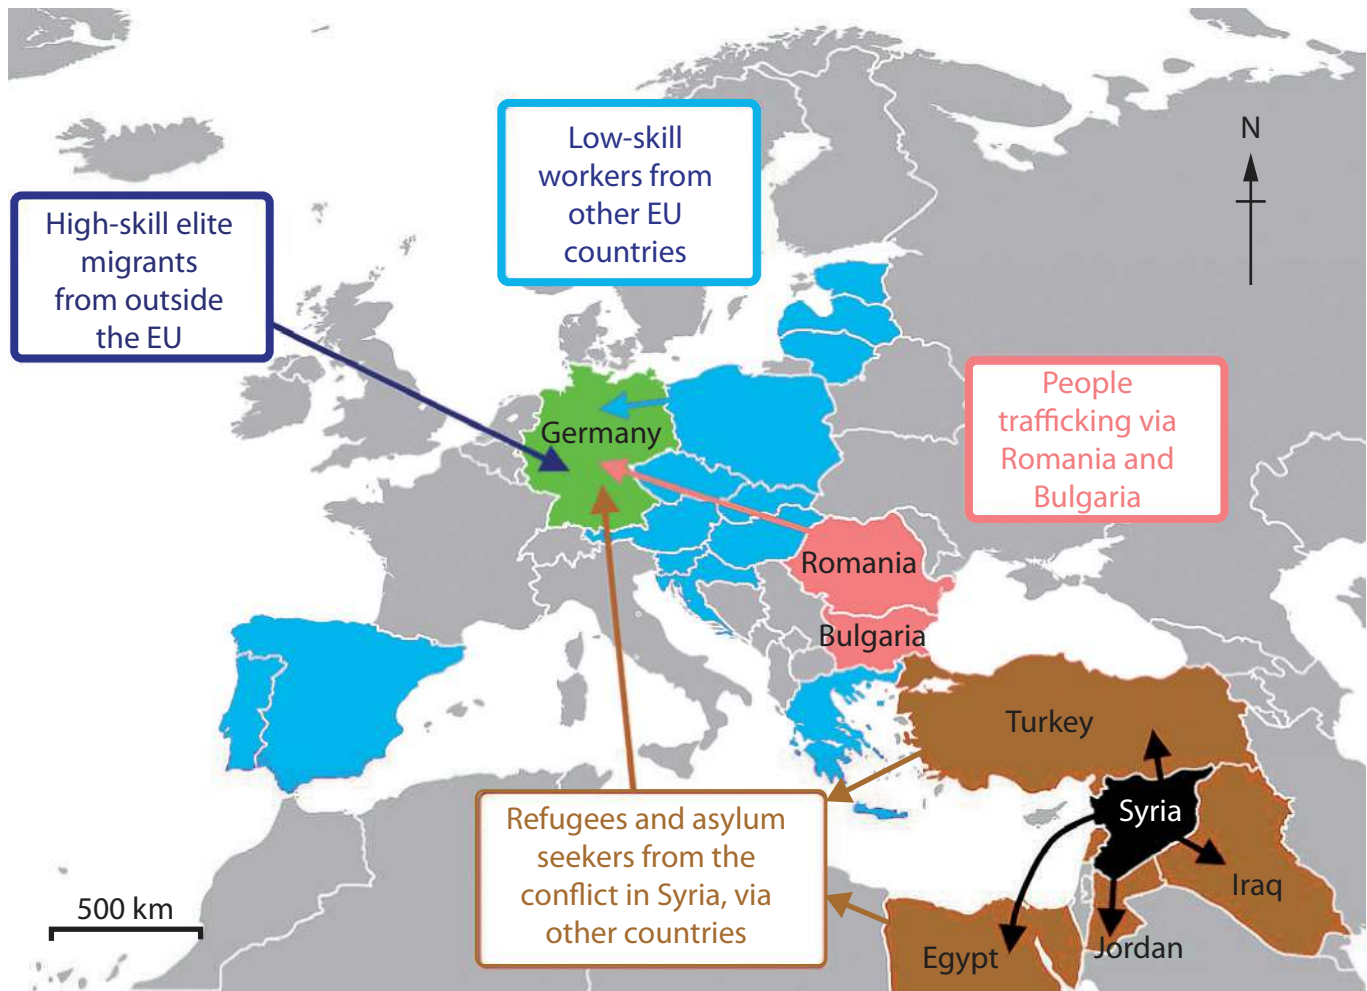 Low-skill
workers from
other EU
countries
N
High-skill elite
migrants
from outside
the EU
People
trafficking via
Romania and
Bulgaria
Germany
Romania
Bulgaria
Turkey
Syria
Iraq
Jordan
Egypt
Refugees and asylum
seekers from the
conflict in Syria, via
other countries
500 km